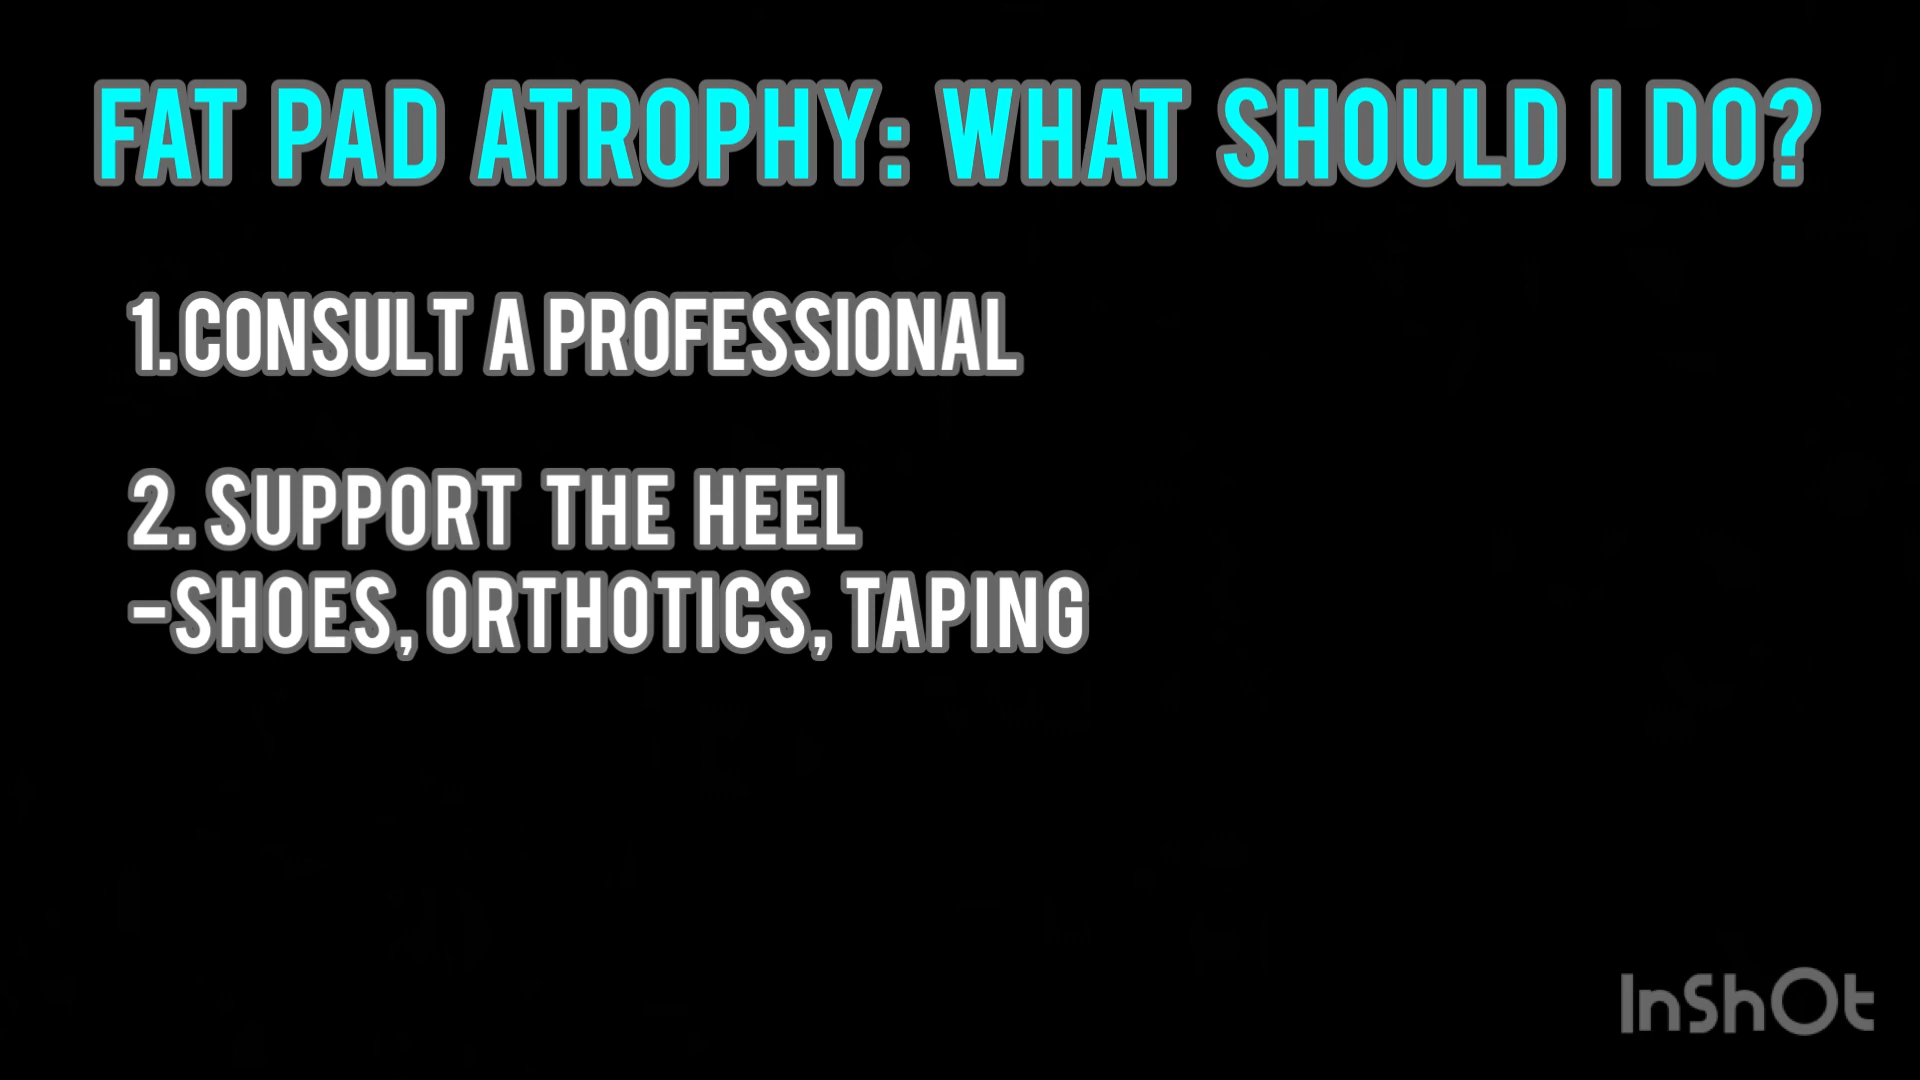 FAT PAD ATROPHY: WHAT SHOULD I DO?
1.CONSULT A PROFESSIONAL
2. SUPPORT THE HEEL
-SHOES, ORTHOTICS, TAPING
InShOt